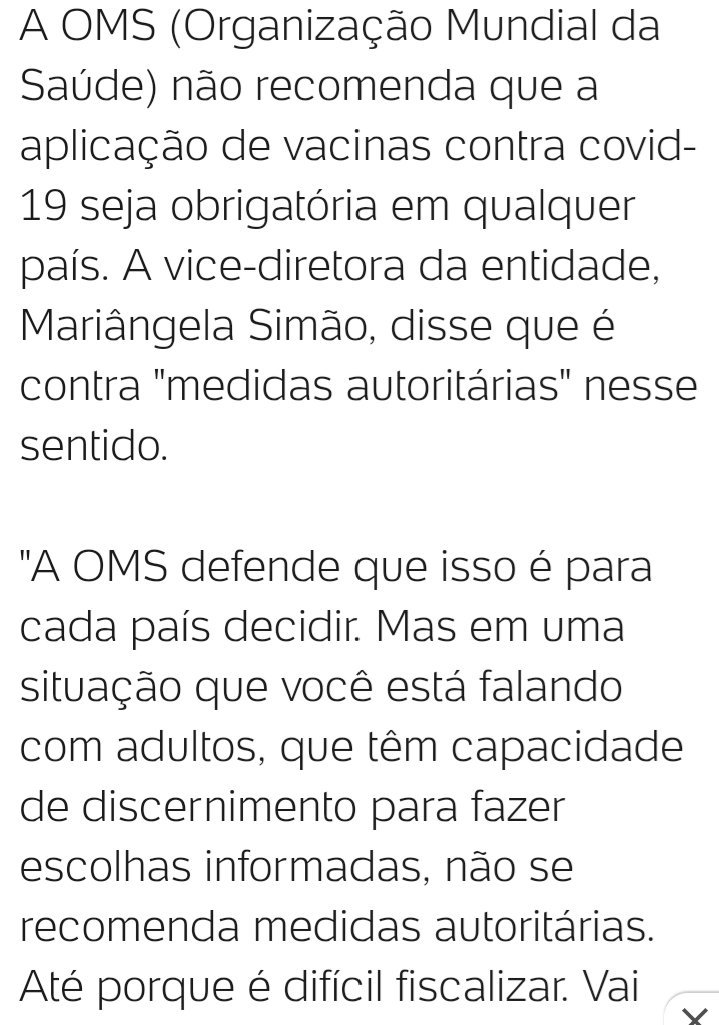 A OMS (Organização Mundial da
Saúde) não recomenda que a
aplicação de vacinas contra covid-
19 seja obrigatória em qualquer
país. A vice-diretora da entidade,
Mariângela Simão, disse que é
contra "medidas autoritárias" nesse
sentido.
"A OMS defende que isso é para
cada país decidir. Mas em uma
situação que você está falando
com adultos, que têm capacidade
de discernimento para fazer
escolhas informadas, não se
recomenda medidas autoritárias.
Até porque é difícil fiscalizar. Vai